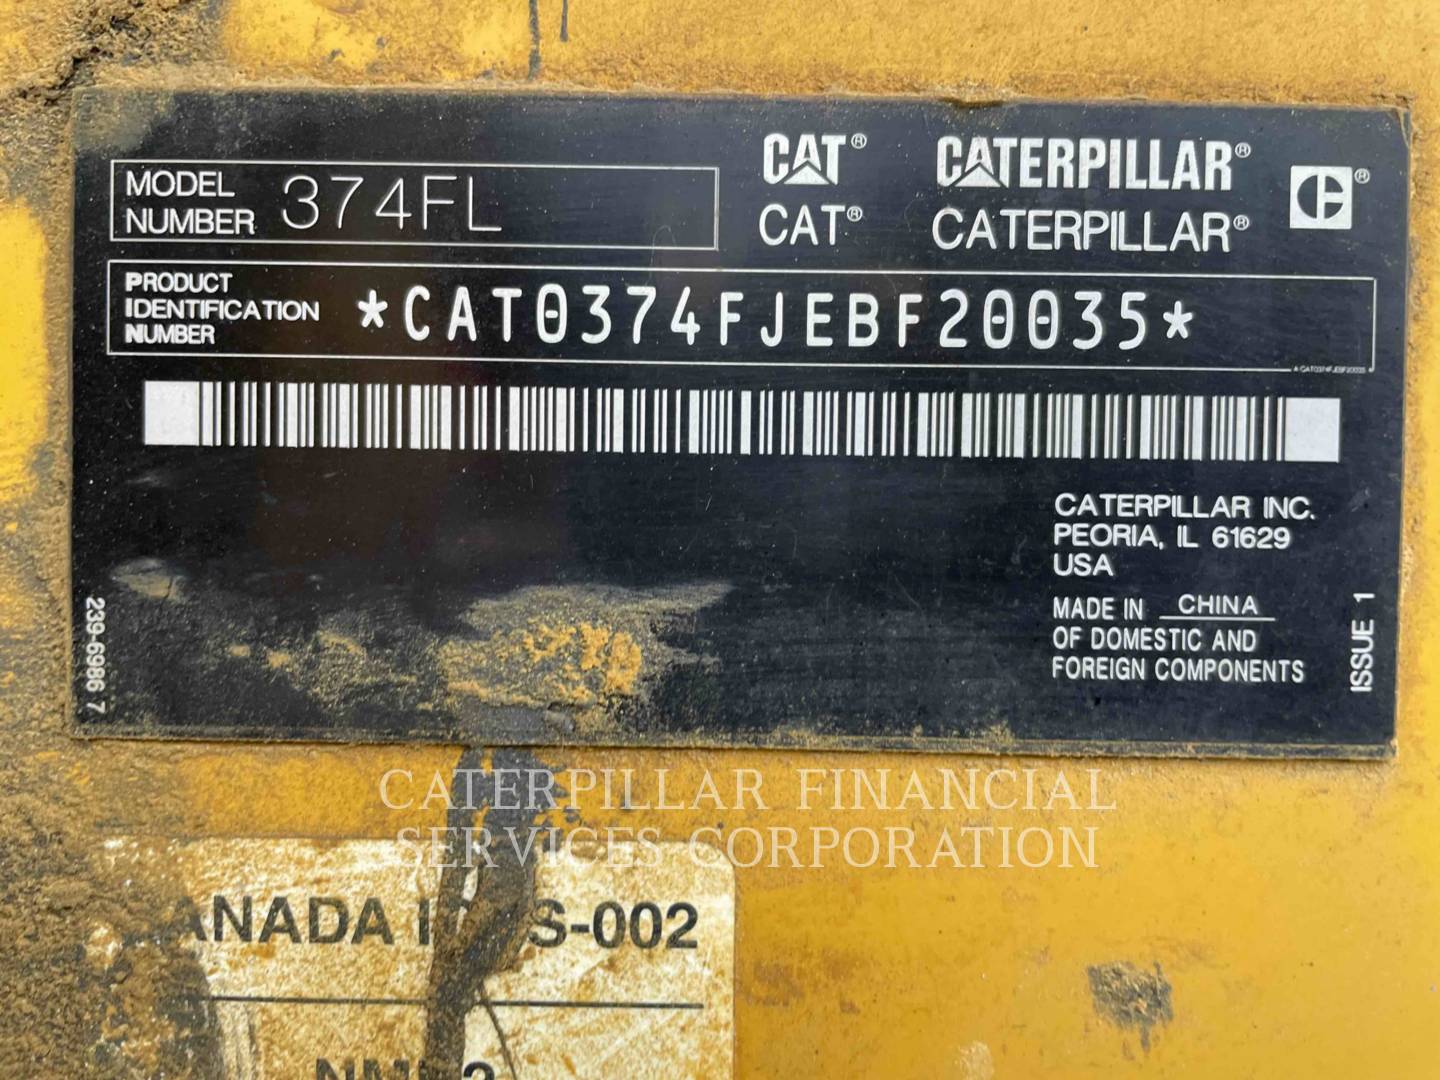 CAT® CATERPILLAR®
CAT® CATERPILLAR®
MODEL NUMBER 374FL
PRODUCT IDENTIFICATION NUMBER *CAT0374FJEBF20035*
A:CAT0374FJEBF20035
CATERPILLAR INC.
PEORIA, IL 61629
USA
MADE IN CHINA
OF DOMESTIC AND
FOREIGN COMPONENTS
239-6986 7
ISSUE 1
CATERPILLAR FINANCIAL
SERVICES CORPORATION
S-002